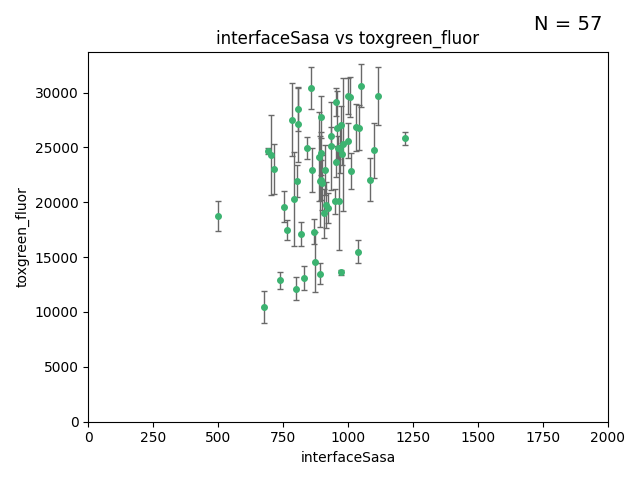 N = 57
interfaceSasa vs toxgreen_fluor
toxgreen_fluor
30000
25000
20000
15000
10000
5000
0
0 250 500 750 1000 1250 1500 1750 2000
interfaceSasa